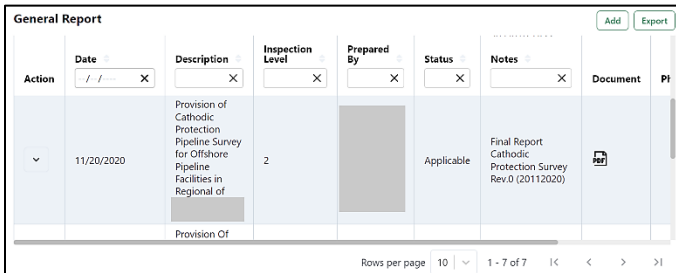 General Report
Add
Export
Action
Date
--/--/----
Description
Inspection
Level
Prepared
By
Status
Notes
Document
11/20/2020
Provision of
Cathodic
Protection
Pipeline Survey
for Offshore
Pipeline
Facilities in
Regional of
2
Applicable
Final Report
Cathodic
Protection Survey
Rev.0 (20112020)
PDF
Provision Of
Rows per page
10
1 - 7 of 7